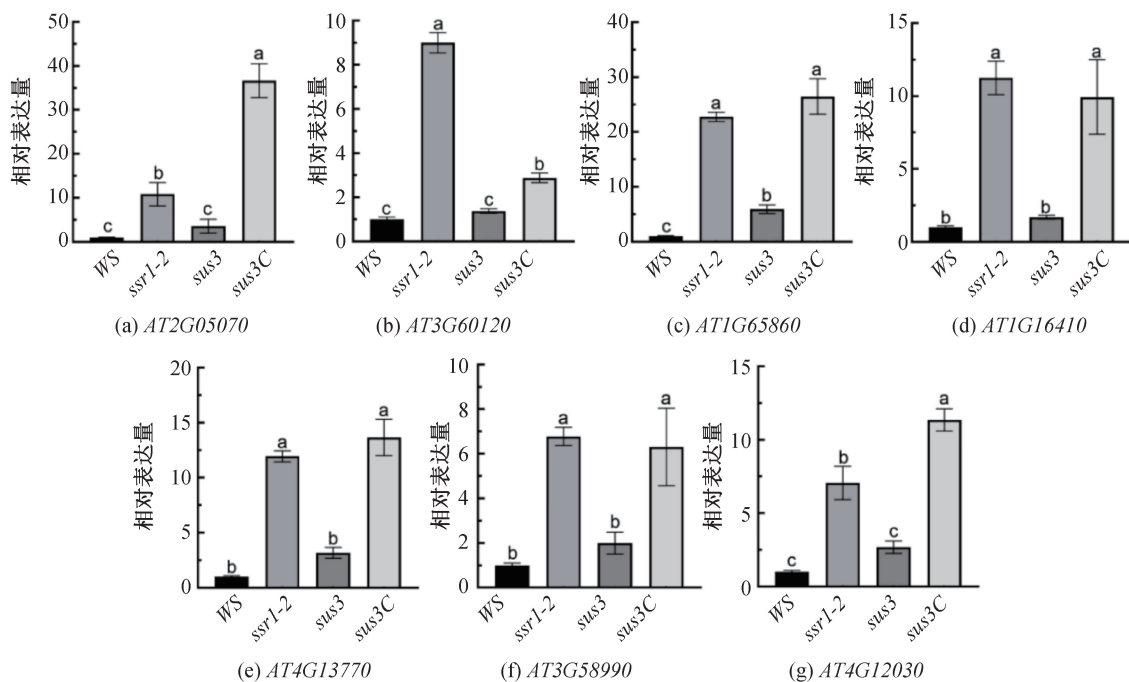 相对表达量
50
40
30
20
10
0
c
b
c
a
WS
ssr1-2
sus3
sus3C
(a) AT2G05070
相对表达量
10
8
6
4
2
0
c
a
c
b
WS
ssr1-2
sus3
sus3C
(b) AT3G60120
相对表达量
40
30
20
10
0
c
a
b
a
WS
ssr1-2
sus3
sus3C
(c) AT1G65860
相对表达量
15
10
5
0
b
a
b
a
WS
ssr1-2
sus3
sus3C
(d) AT1G16410
相对表达量
20
15
10
5
0
b
a
b
a
WS
ssr1-2
sus3
sus3C
(e) AT4G13770
相对表达量
10
8
6
4
2
0
b
a
b
a
WS
ssr1-2
sus3
sus3C
(f) AT3G58990
相对表达量
15
10
5
0
c
b
c
a
WS
ssr1-2
sus3
sus3C
(g) AT4G12030